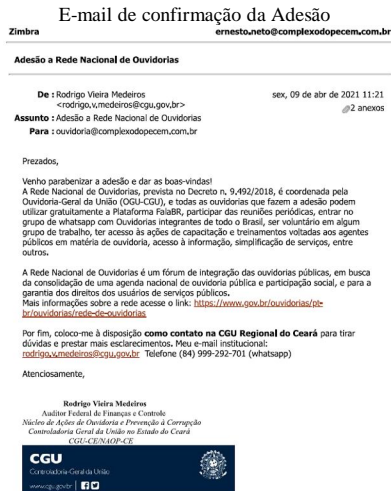 E-mail de confirmação da Adesão
Zimbra ernesto.neto@complexodopecem.com.br
Adesão a Rede Nacional de Ouvidorias
De : Rodrigo Vieira Medeiros sex, 09 de abr de 2021 11:21
<rodrigo.v.medeiros@cgu.gov.br> 2 anexos
Assunto : Adesão a Rede Nacional de Ouvidorias
Para : ouvidoria@complexodopecem.com.br
Prezados,
Venho parabenizar a adesão e dar as boas-vindas!
A Rede Nacional de Ouvidorias, prevista no Decreto n. 9.492/2018, é coordenada pela
Ouvidoria-Geral da União (OGU-CGU), e todas as ouvidorias que fazem a adesão podem
utilizar gratuitamente a Plataforma FalaBR, participar das reuniões periódicas, entrar no
grupo de whatsapp com Ouvidorias integrantes de todo o Brasil, ser voluntário em algum
grupo de trabalho, ter acesso às ações de capacitação e treinamentos voltadas aos agentes
públicos em matéria de ouvidoria, acesso à informação, simplificação de serviços, entre
outros.
A Rede Nacional de Ouvidorias é um fórum de integração das ouvidorias públicas, em busca
da consolidação de uma agenda nacional de ouvidoria pública e participação social, e para a
garantia dos direitos dos usuários de serviços públicos.
Mais informações sobre a rede acesse o link: https://www.gov.br/ouvidorias/pt-
br/ouvidorias/rede-de-ouvidorias
Por fim, coloco-me à disposição como contato na CGU Regional do Ceará para tirar
dúvidas e prestar mais esclarecimentos. Meu e-mail institucional:
rodrigo.v.medeiros@cgu.gov.br Telefone (84) 999-292-701 (whatsapp)
Atenciosamente,
Rodrigo Vieira Medeiros
Auditor Federal de Finanças e Controle
Núcleo de Ações de Ouvidoria e Prevenção à Corrupção
Controladoria Geral da União no Estado do Ceará
CGU-CE/NAOP-CE
CGU
Controladoria-Geral da União
www.cgu.gov.br